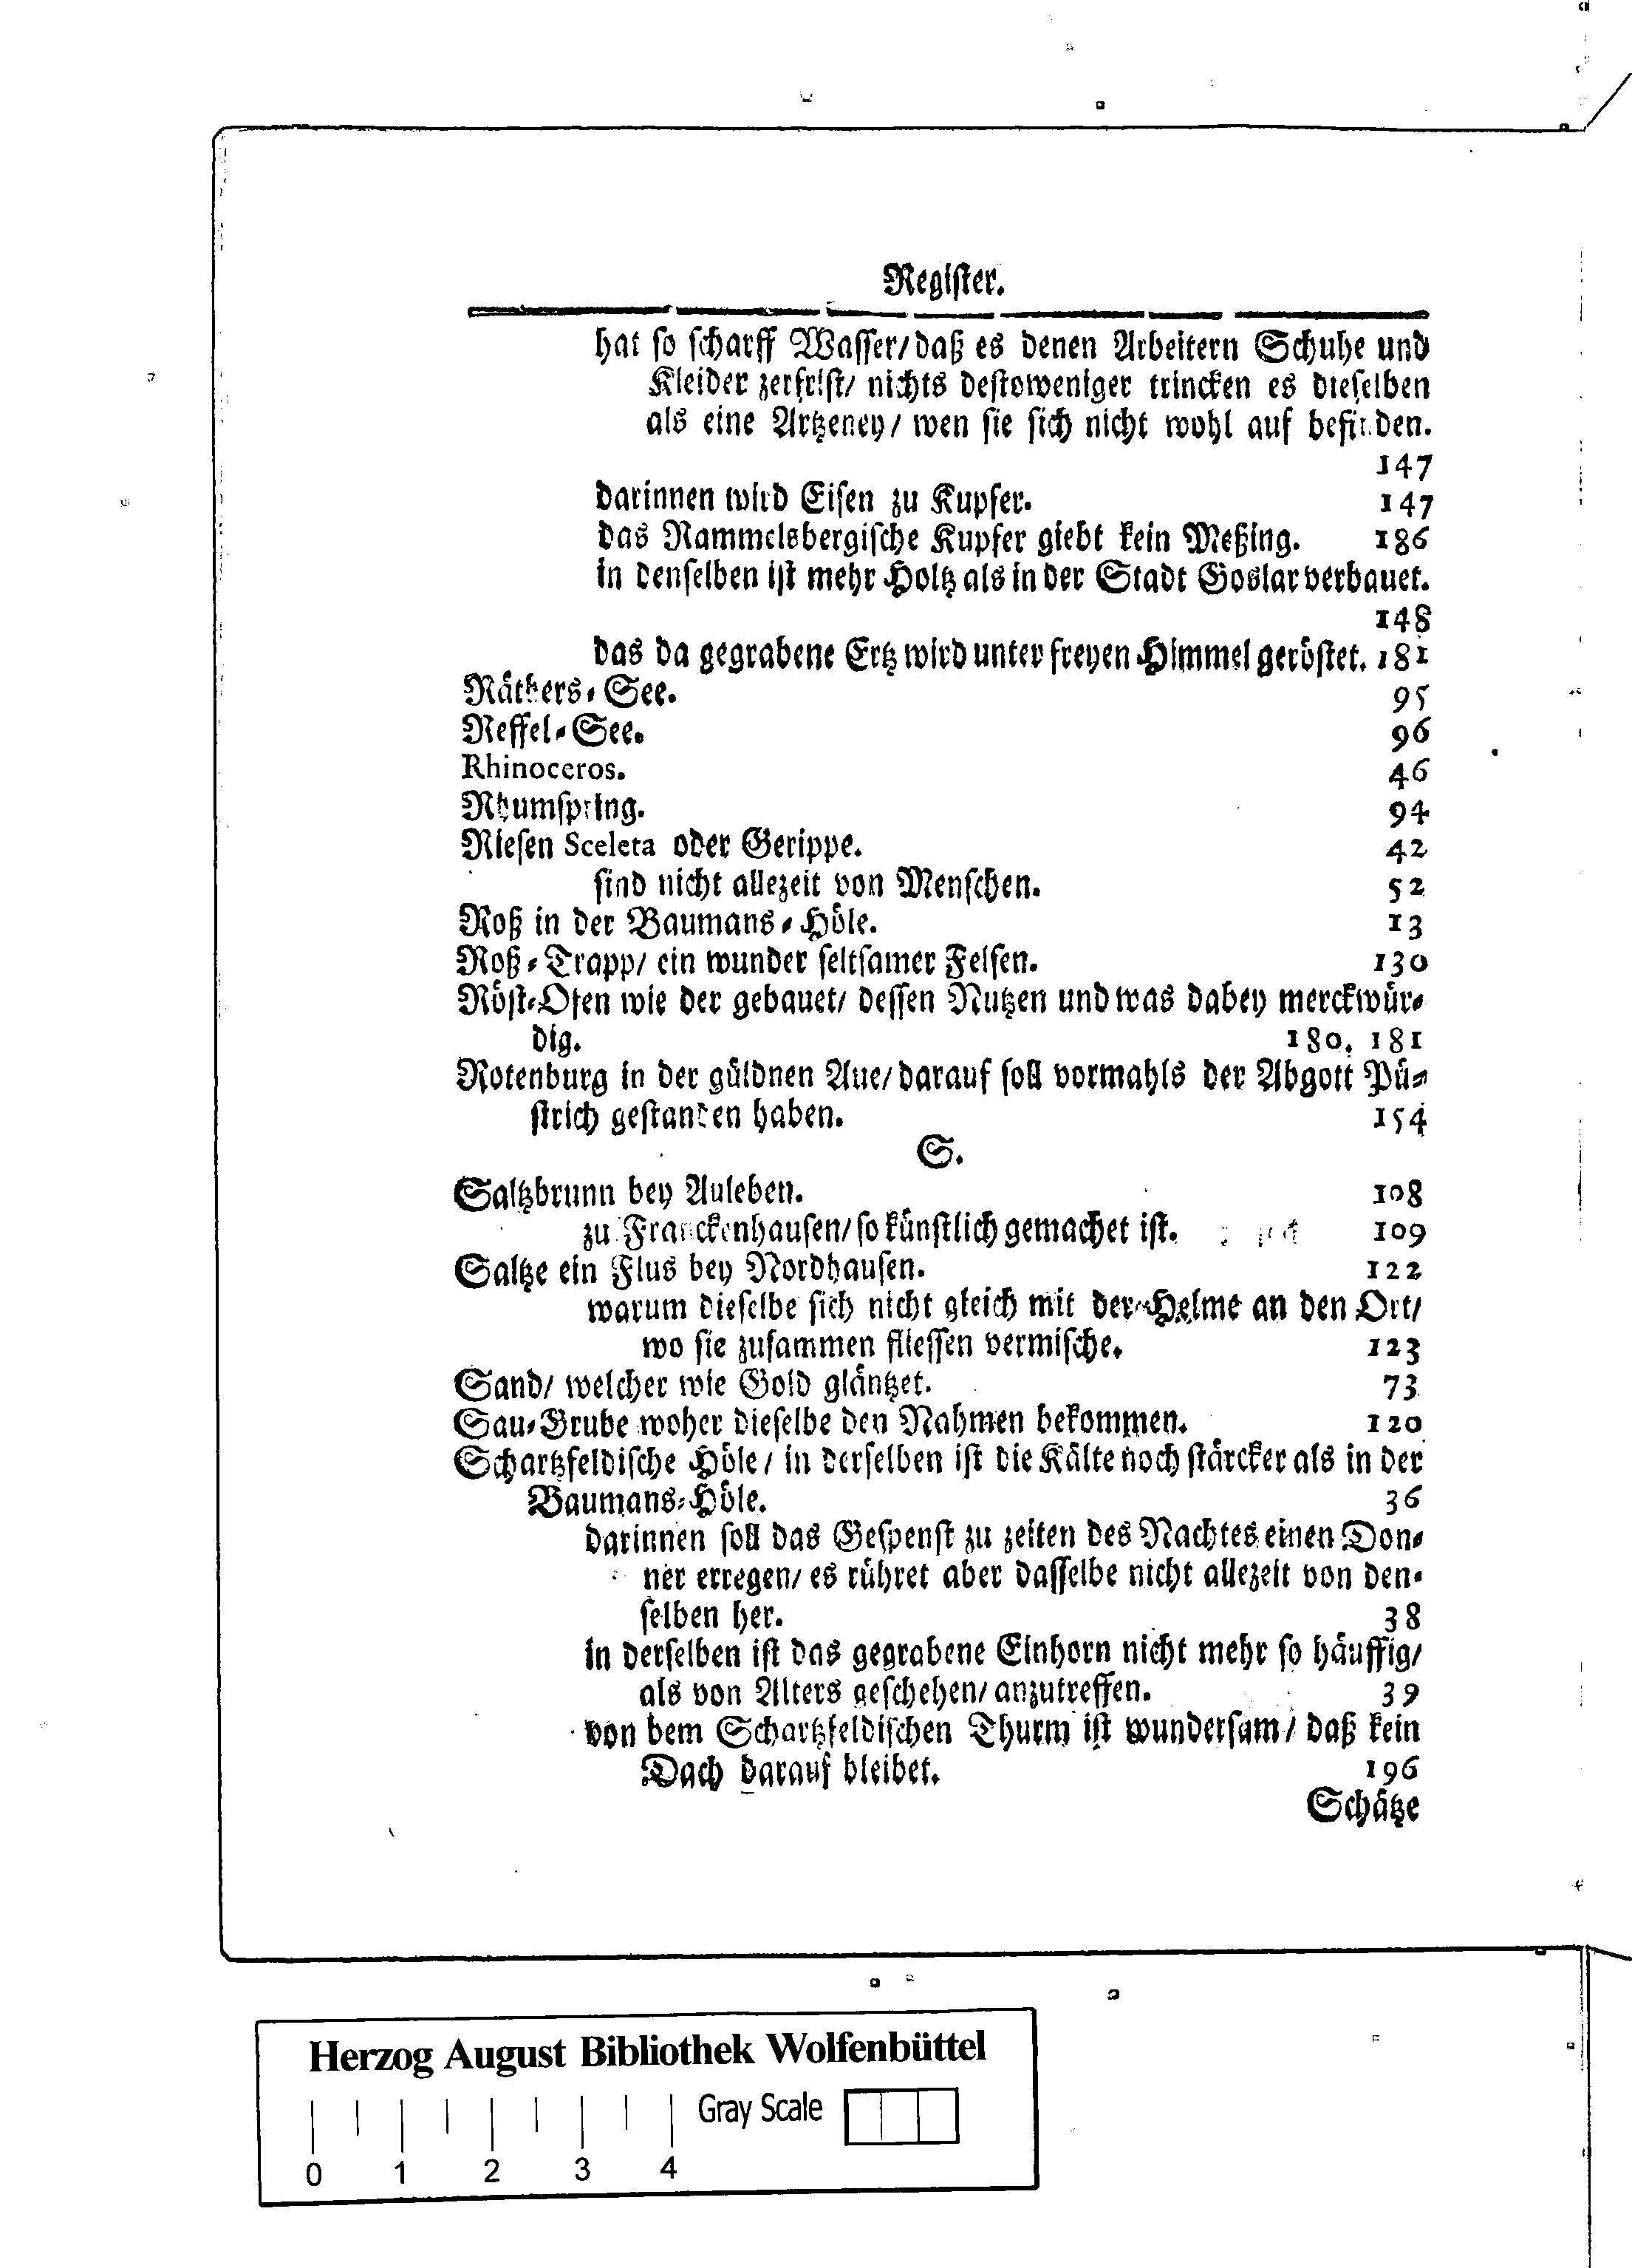 Register.
hat so scharff Wasser/ daß es denen Arbeitern Schuhe und
Kleider zerfrist/ nichts destoweniger trincken es dieselben
als eine Artzeney/ wen sie sich nicht wohl auf befinden.
147
darinnen wird Eisen zu Kupfer. 147
das Rammelsbergische Kupfer giebt kein Meßing. 186
in denselben ist mehr Holtz als in der Stadt Goslar verbauet.
148
das da gegrabene Ertz wird unter freyen Himmel geröstet. 181
Räthers-See. 95
Reffel-See. 96
Rhinoceros. 46
Rhumspring. 94
Riesen Sceleta oder Gerippe. 42
sind nicht allezeit von Menschen. 52
Roß in der Baumans-Höle. 13
Roß-Trapp/ ein wunder seltsamer Felsen. 130
Röst-Ofen wie der gebauet/ dessen Nutzen und was dabey merckwür-
dig. 180. 181
Rotenburg in der güldnen Aue/ darauf soll vormahls der Abgott Pü-
strich gestanden haben. 154
S.
Saltzbrunn bey Auleben. 108
zu Franckenhausen/ so künstlich gemachet ist. 109
Saltze ein Flus bey Nordhausen. 122
warum dieselbe sich nicht gleich mit der Helme an den Ort/
wo sie zusammen fliessen vermische. 123
Sand/ welcher wie Gold gläntzet. 73
Sau-Grube woher dieselbe den Nahmen bekommen. 120
Schartzfeldische Höle/ in derselben ist die Kälte noch stärcker als in der
Baumans-Höle. 36
darinnen soll das Gespenst zu zeiten des Nachtes einen Don-
ner erregen/ es rühret aber dasselbe nicht allezeit von den-
selben her. 38
in derselben ist das gegrabene Einhorn nicht mehr so häuffig/
als von Alters geschehen/ anzutreffen. 39
von dem Schartzfeldischen Thurm ist wundersam/ daß kein
Dach darauf bleibet. 196
Schätze
Herzog August Bibliothek Wolfenbüttel
Gray Scale
0 1 2 3 4